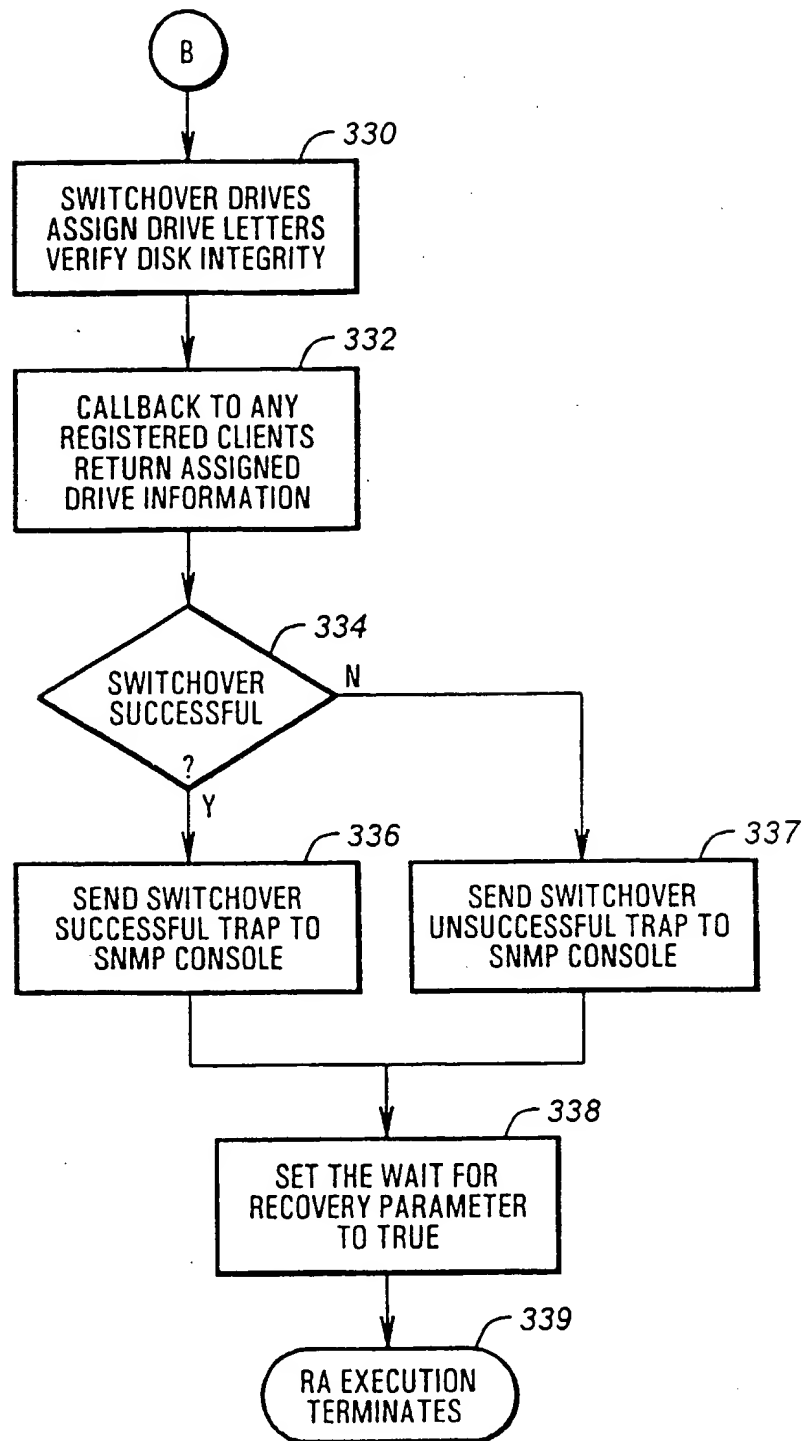 B
330
SWITCHOVER DRIVES
ASSIGN DRIVE LETTERS
VERIFY DISK INTEGRITY
332
CALLBACK TO ANY
REGISTERED CLIENTS
RETURN ASSIGNED
DRIVE INFORMATION
334
SWITCHOVER
SUCCESSFUL
?
N
Y
336
SEND SWITCHOVER
SUCCESSFUL TRAP TO
SNMP CONSOLE
337
SEND SWITCHOVER
UNSUCCESSFUL TRAP TO
SNMP CONSOLE
338
SET THE WAIT FOR
RECOVERY PARAMETER
TO TRUE
339
RA EXECUTION
TERMINATES